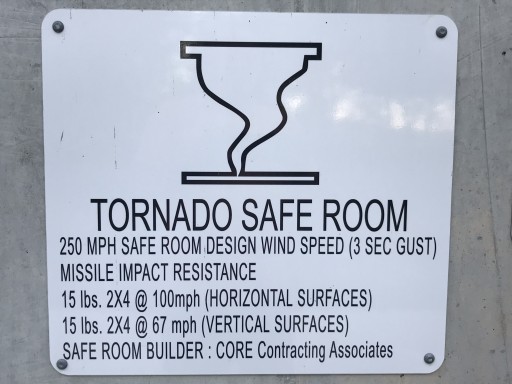 TORNADO SAFE ROOM
250 MPH SAFE ROOM DESIGN WIND SPEED (3 SEC GUST)
MISSILE IMPACT RESISTANCE
15 lbs. 2X4 @ 100mph (HORIZONTAL SURFACES)
15 lbs. 2X4 @ 67 mph (VERTICAL SURFACES)
SAFE ROOM BUILDER : CORE Contracting Associates